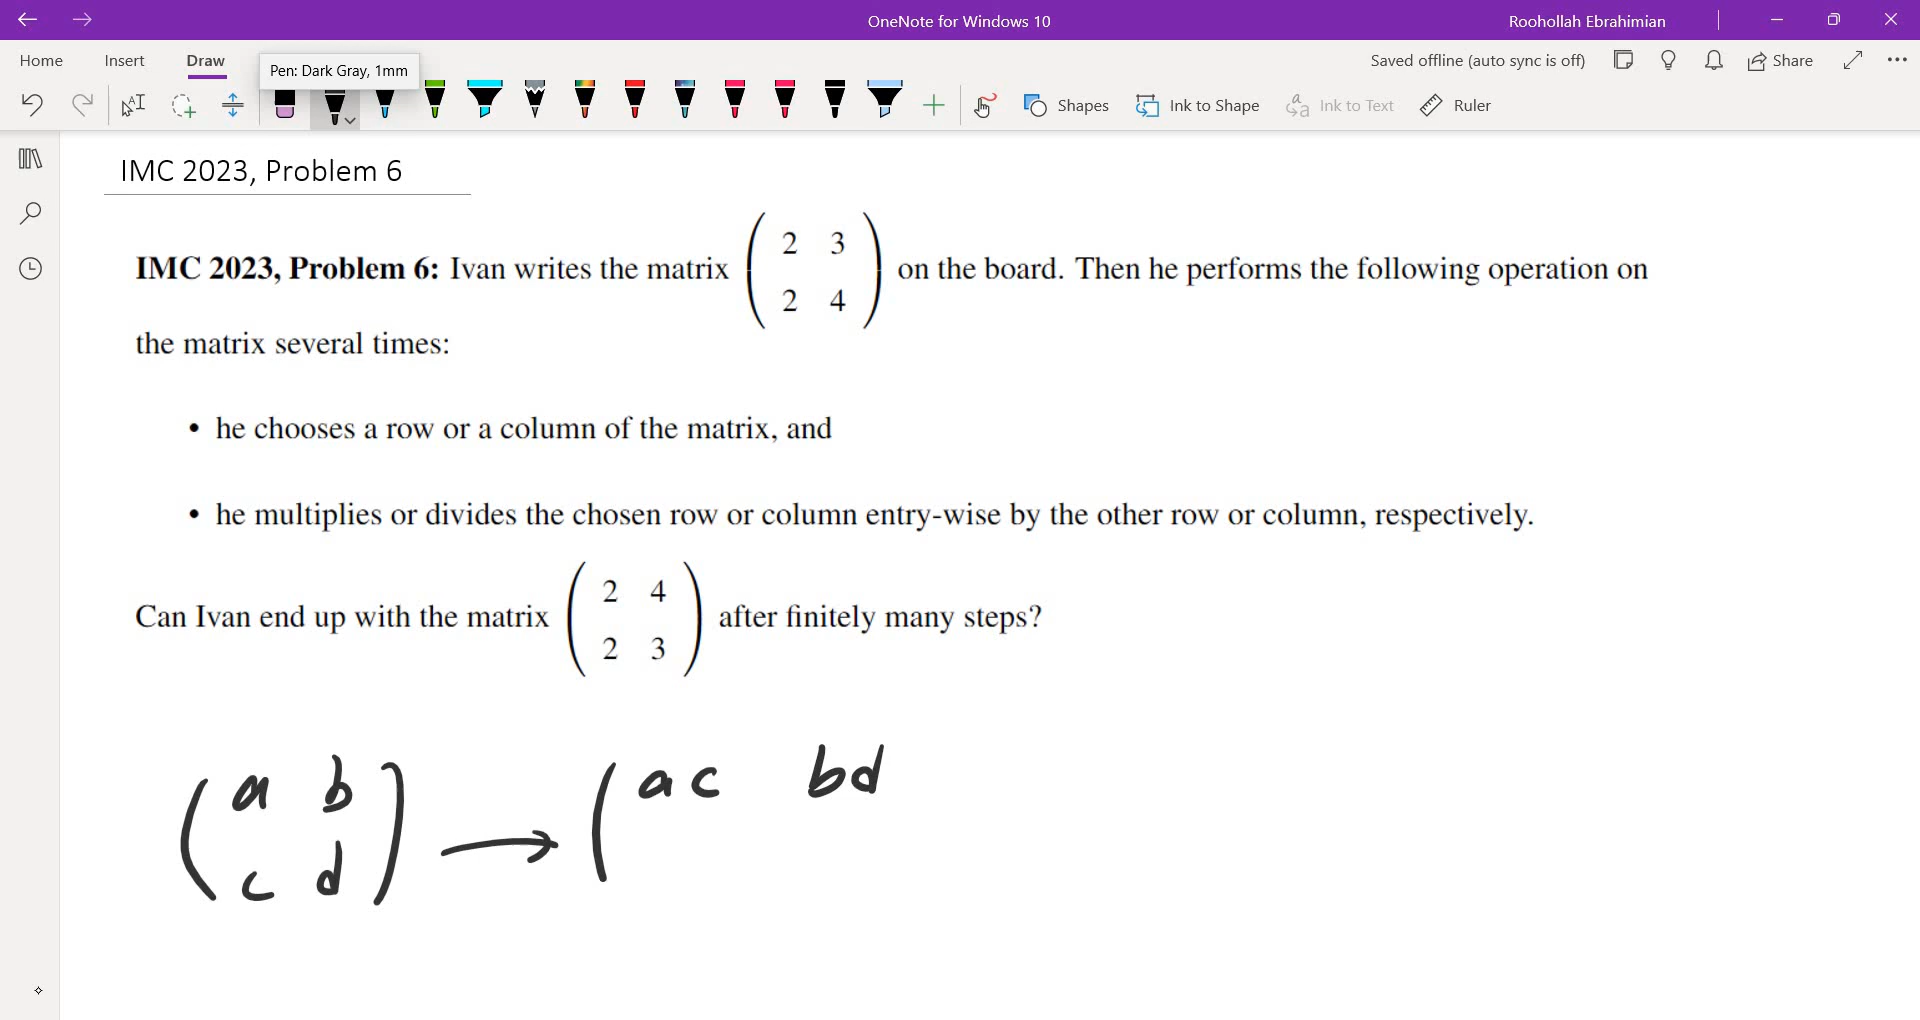 OneNote for Windows 10
Roohollah Ebrahimian
Home Insert Draw
Pen: Dark Gray, 1mm
Saved offline (auto sync is off)
Share
Shapes
Ink to Shape
Ink to Text
Ruler
IMC 2023, Problem 6
IMC 2023, Problem 6: Ivan writes the matrix ( 2 3
2 4 ) on the board. Then he performs the following operation on
the matrix several times:
• he chooses a row or a column of the matrix, and
• he multiplies or divides the chosen row or column entry-wise by the other row or column, respectively.
Can Ivan end up with the matrix ( 2 4
2 3 ) after finitely many steps?
( a b ) → ( ac bd
c d